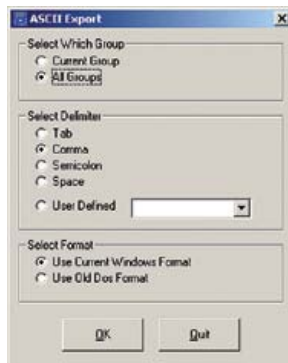 ASCII Export
Select Which Group
Current Group
All Groups
Select Delimiter
Tab
Comma
Semicolon
Space
User Defined
Select Format
Use Current Windows Format
Use Old Dos Format
OK
Quit